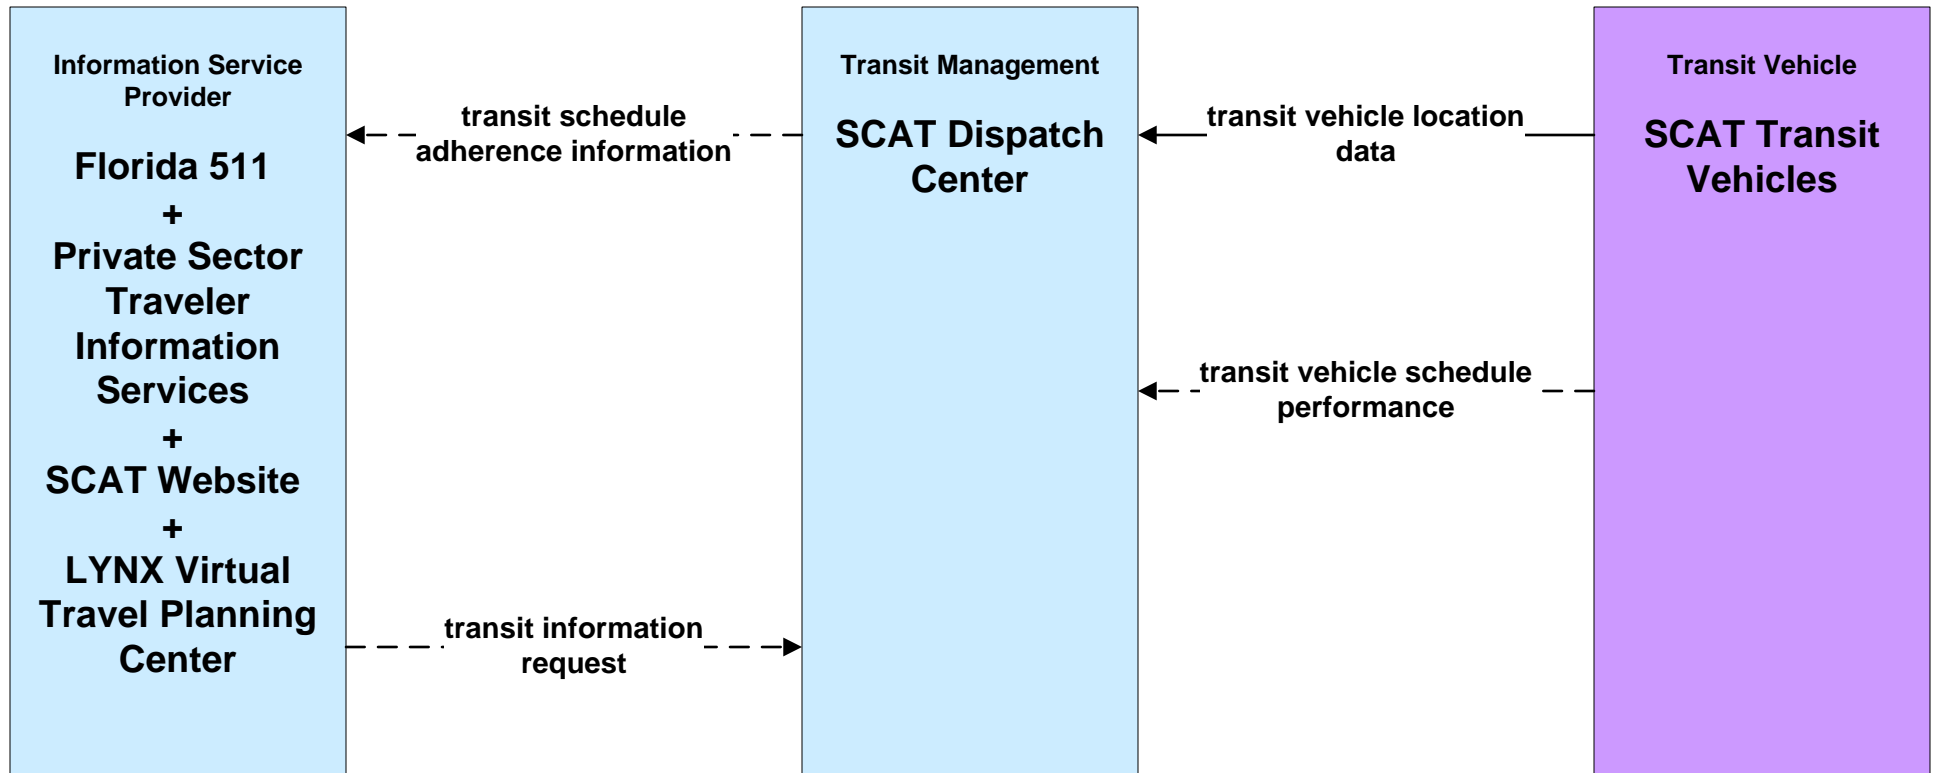 Information Service
Provider
Florida 511
+
Private Sector
Traveler
Information
Services
+
SCAT Website
+
LYNX Virtual
Travel Planning
Center
transit schedule
adherence information
transit information
request
Transit Management
SCAT Dispatch
Center
transit vehicle location
data
transit vehicle schedule
performance
Transit Vehicle
SCAT Transit
Vehicles